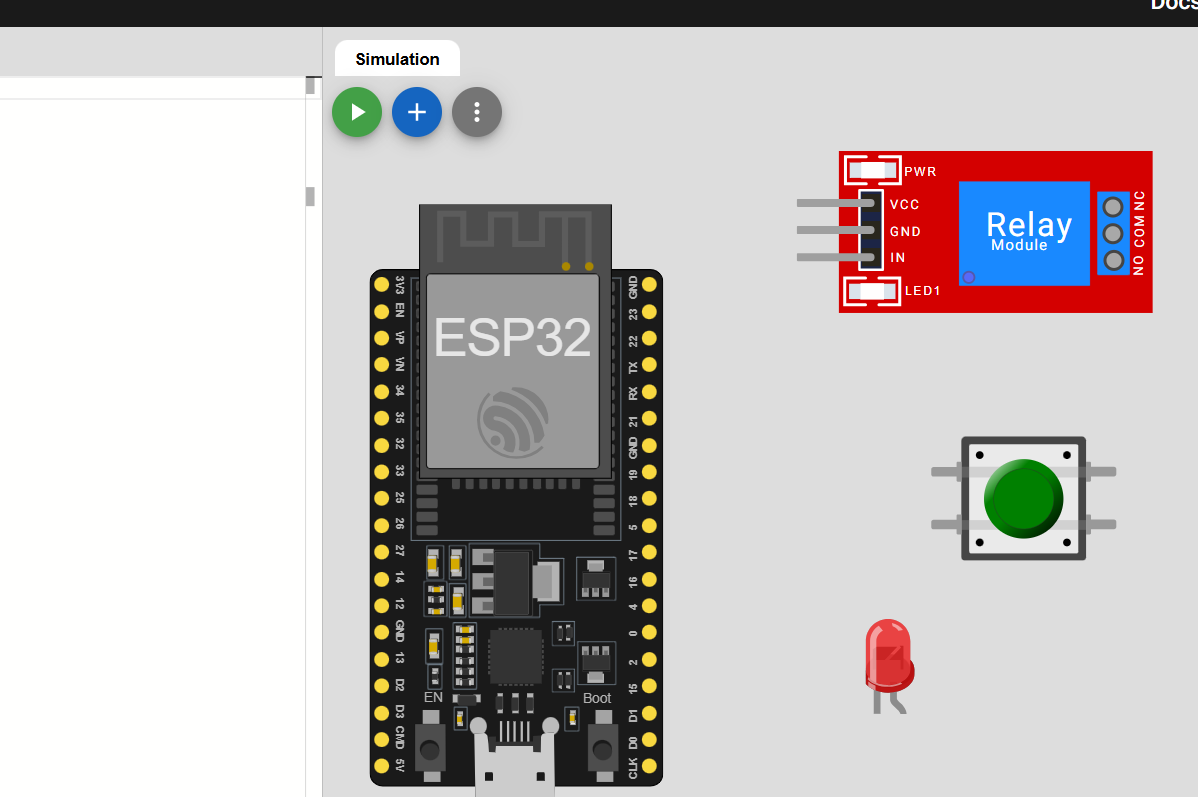 Docs
Simulation
PWR
VCC
GND
IN
LED1
Relay
Module
NO COM NC
ESP32
3V3
EN
VP
VN
34
35
32
33
25
26
27
14
12
GND
13
D2
D3
CMD
5V
GND
23
22
TX
RX
21
GND
19
18
5
17
16
4
0
2
15
D1
D0
CLK
EN
Boot